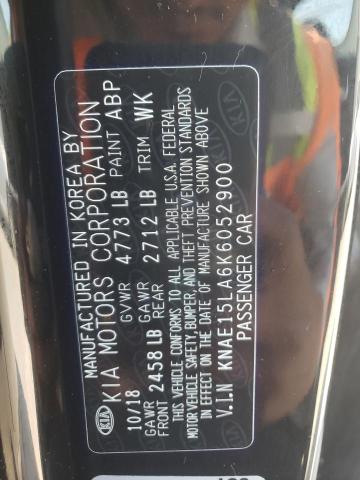 MANUFACTURED IN KOREA BY
KIA KIA MOTORS CORPORATION
10/18 GVWR 4773 LB PAINT ABP
GAWR FRONT 2458 LB GAWR REAR 2712 LB TRIM WK
THIS VEHICLE CONFORMS TO ALL APPLICABLE U.S.A. FEDERAL
MOTOR VEHICLE SAFETY, BUMPER, AND THEFT PREVENTION STANDARDS
IN EFFECT ON THE DATE OF MANUFACTURE SHOWN ABOVE
V.I.N KNAE15LA6K6052900
PASSENGER CAR